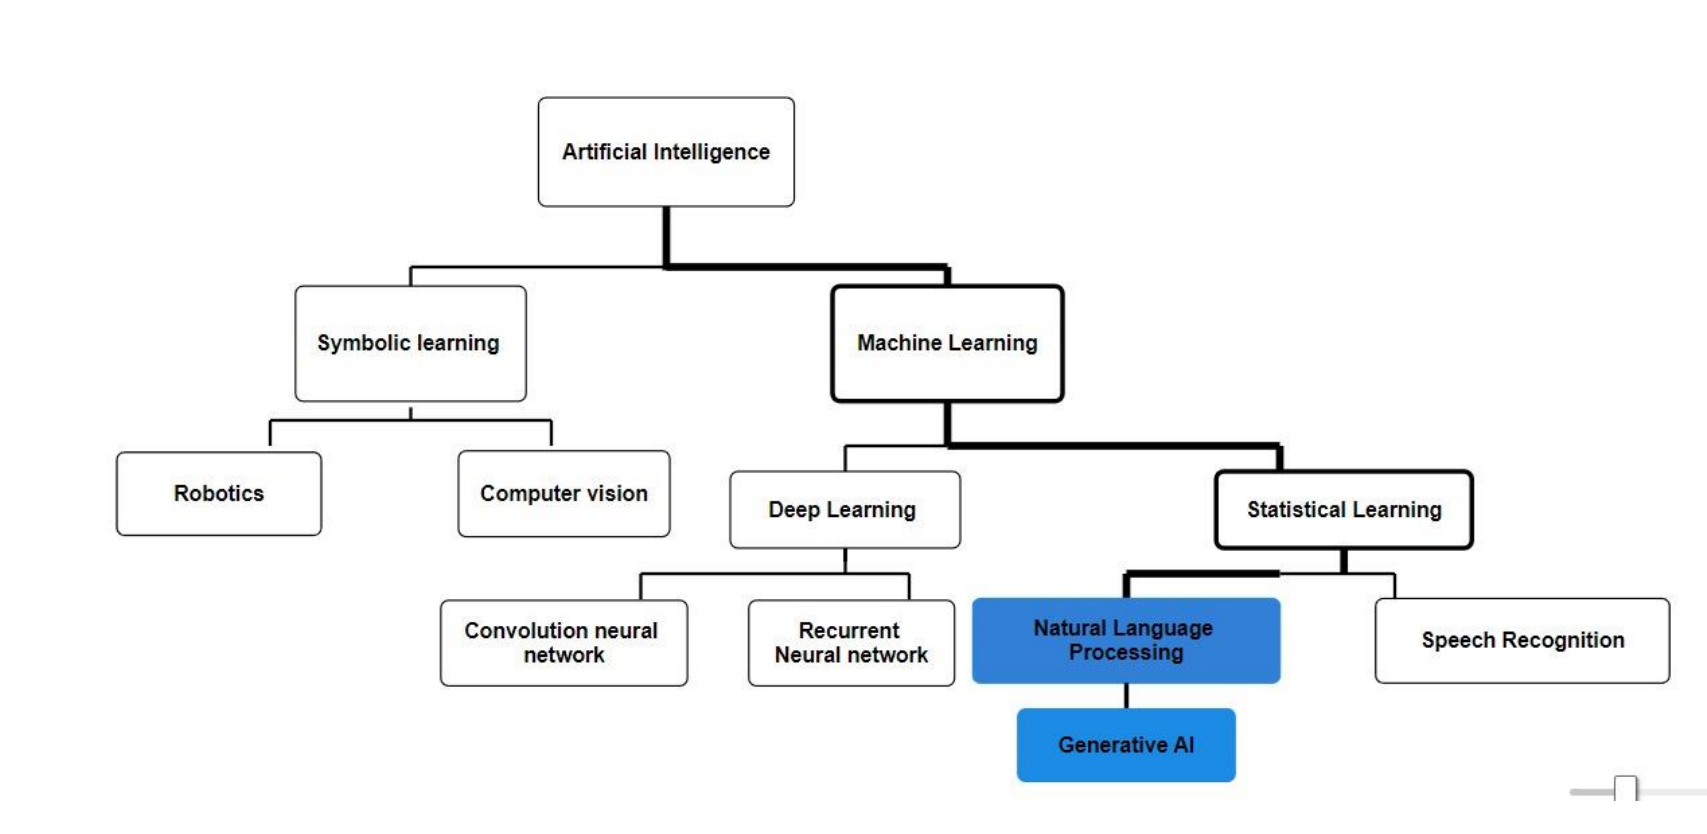 Artificial Intelligence
Symbolic learning
Machine Learning
Robotics
Computer vision
Deep Learning
Statistical Learning
Convolution neural
network
Recurrent
Neural network
Natural Language
Processing
Speech Recognition
Generative AI